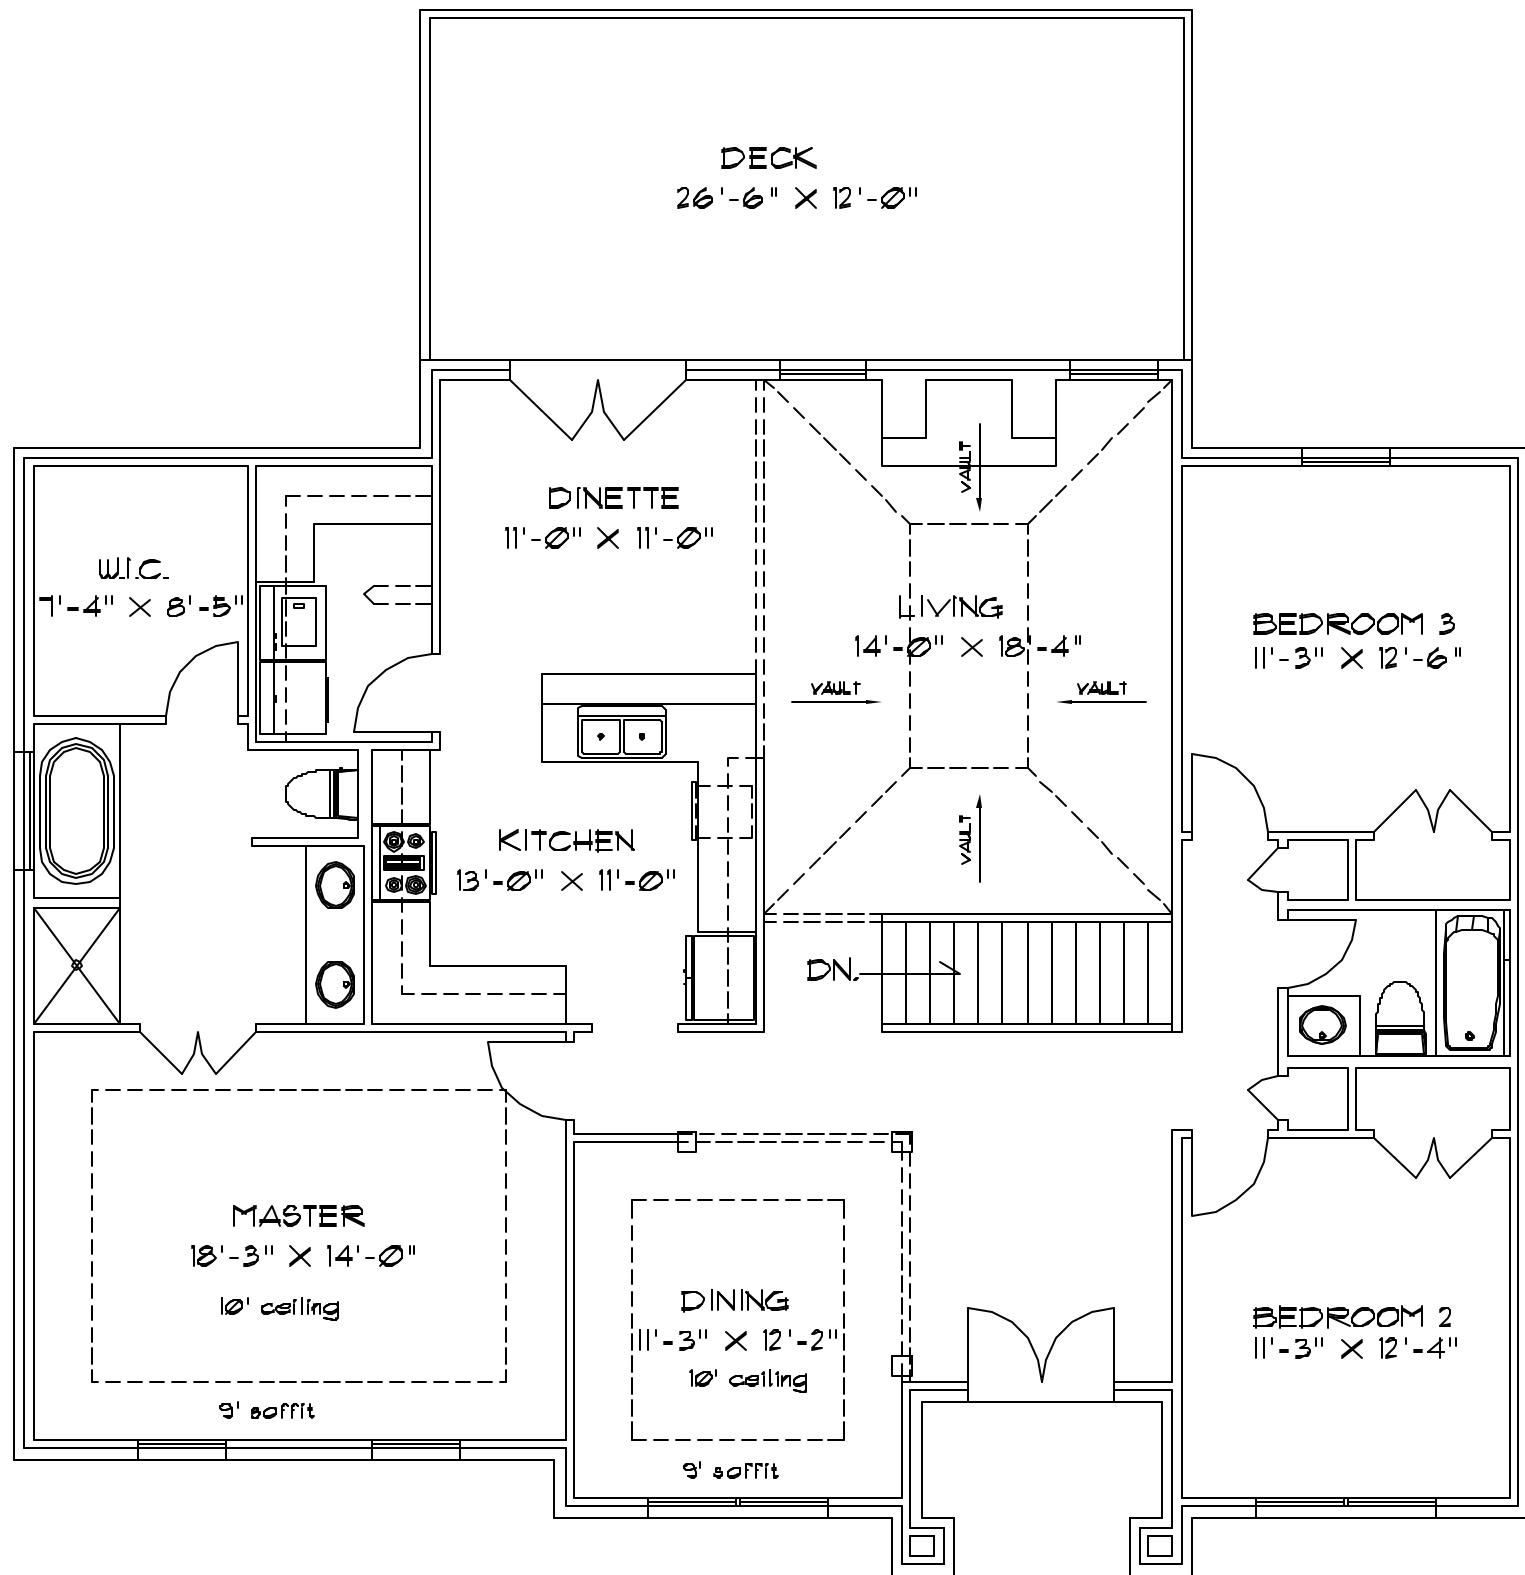 DECK
26'-6" X 12'-0"
DINETTE
11'-0" X 11'-0"
VAULT
W.I.C.
7'-4" X 8'-5"
LIVING
14'-0" X 18'-4"
BEDROOM 3
11'-3" X 12'-6"
VAULT
VAULT
KITCHEN
13'-0" X 11'-0"
VAULT
DN.
MASTER
18'-3" X 14'-0"
10' ceiling
9' soffit
DINING
11'-3" X 12'-2"
10' ceiling
9' soffit
BEDROOM 2
11'-3" X 12'-4"